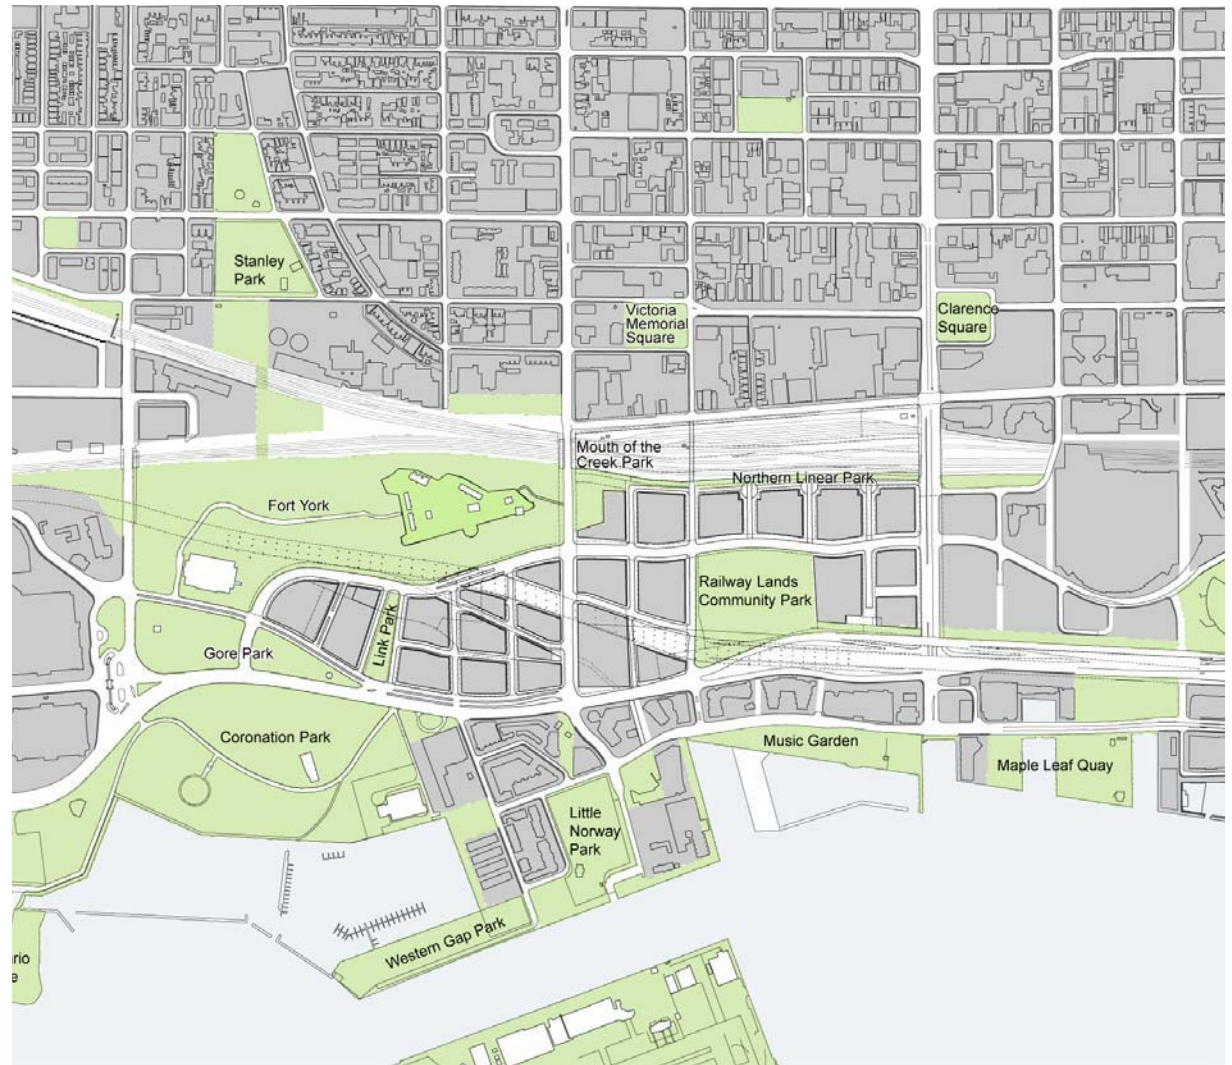 Stanley
Park
Victoria
Memorial
Square
Clarence
Square
Mouth of the
Creek Park
Northern Linear Park
Fort York
Railway Lands
Community Park
Link Park
Gore Park
Coronation Park
Music Garden
Maple Leaf Quay
Little
Norway
Park
Western Gap Park
ario
e